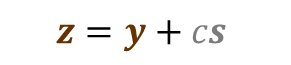 z = y + cs